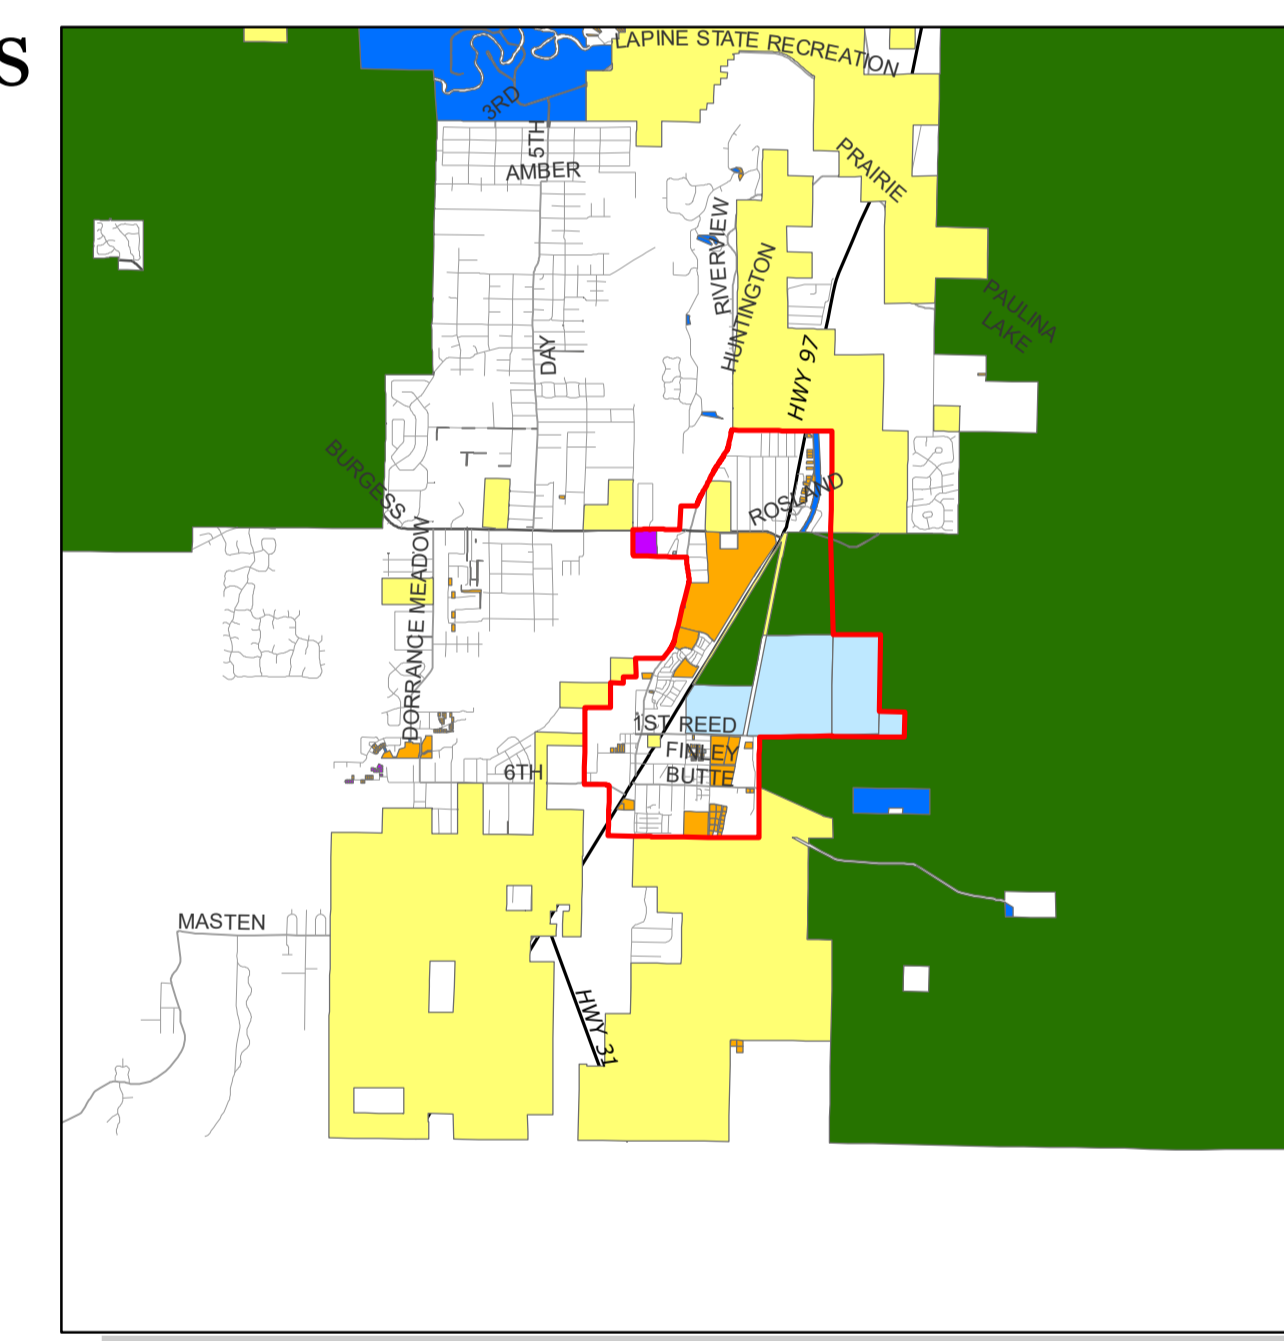 s
LAPINE STATE RECREATION
3RD
5TH
AMBER
PRAIRIE
RIVERVIEW
HUNTINGTON
PAULINA
LAKE
DAY
HWY 97
BURGESS
ROSLAND
DORRANCE MEADOW
1ST REED
FINLEY
BUTTE
6TH
MASTEN
HWY 31